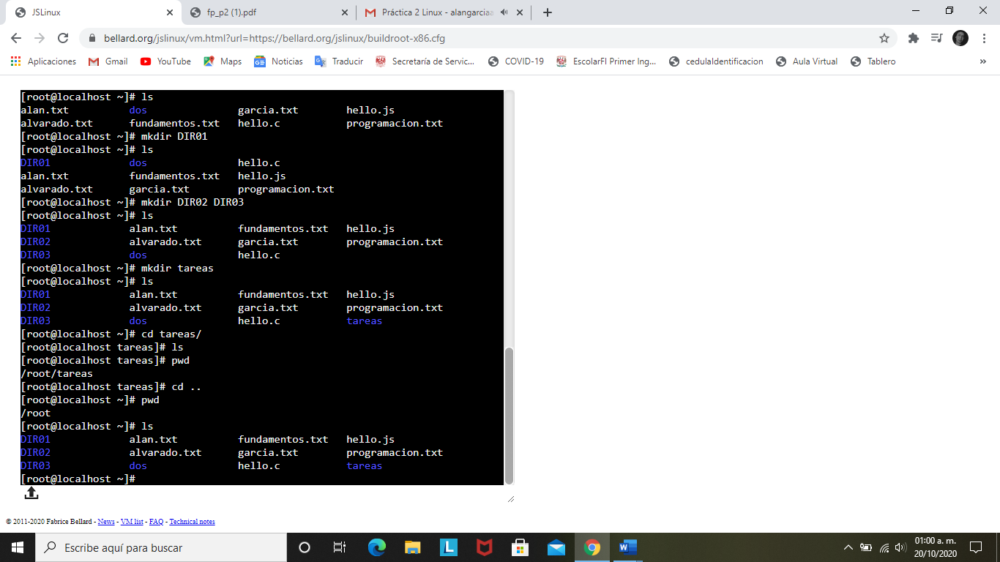 JSLinux
fp_p2 (1).pdf
Práctica 2 Linux - alangarciaa
bellard.org/jslinux/vm.html?url=https://bellard.org/jslinux/buildroot-x86.cfg
Aplicaciones
Gmail
YouTube
Maps
Noticias
Traducir
Secretaría de Servic...
COVID-19
EscolarFI Primer Ing...
cedulaIdentificacion
Aula Virtual
Tablero
»
[root@localhost ~]# ls
alan.txt dos garcia.txt hello.js
alvarado.txt fundamentos.txt hello.c programacion.txt
[root@localhost ~]# mkdir DIR01
[root@localhost ~]# ls
DIR01 dos hello.c
alan.txt fundamentos.txt hello.js
alvarado.txt garcia.txt programacion.txt
[root@localhost ~]# mkdir DIR02 DIR03
[root@localhost ~]# ls
DIR01 alan.txt fundamentos.txt hello.js
DIR02 alvarado.txt garcia.txt programacion.txt
DIR03 dos hello.c
[root@localhost ~]# mkdir tareas
[root@localhost ~]# ls
DIR01 alan.txt fundamentos.txt hello.js
DIR02 alvarado.txt garcia.txt programacion.txt
DIR03 dos hello.c tareas
[root@localhost ~]# cd tareas/
[root@localhost tareas]# ls
[root@localhost tareas]# pwd
/root/tareas
[root@localhost tareas]# cd ..
[root@localhost ~]# pwd
/root
[root@localhost ~]# ls
DIR01 alan.txt fundamentos.txt hello.js
DIR02 alvarado.txt garcia.txt programacion.txt
DIR03 dos hello.c tareas
[root@localhost ~]#
© 2011-2020 Fabrice Bellard - News - VM list - FAQ - Technical notes
Escribe aquí para buscar
01:00 a. m.
20/10/2020